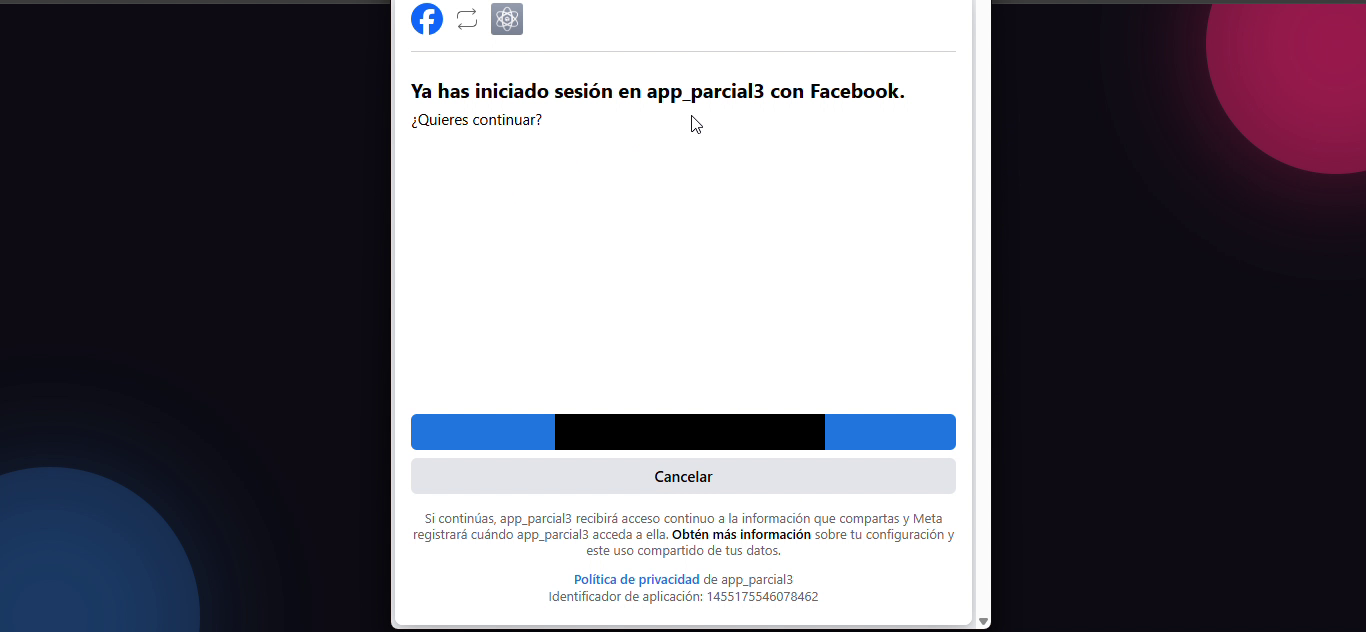 Ya has iniciado sesión en app_parcial3 con Facebook.
¿Quieres continuar?
Cancelar
Si continúas, app_parcial3 recibirá acceso continuo a la información que compartas y Meta
registrará cuándo app_parcial3 acceda a ella. Obtén más información sobre tu configuración y
este uso compartido de tus datos.
Política de privacidad de app_parcial3
Identificador de aplicación: 1455175546078462